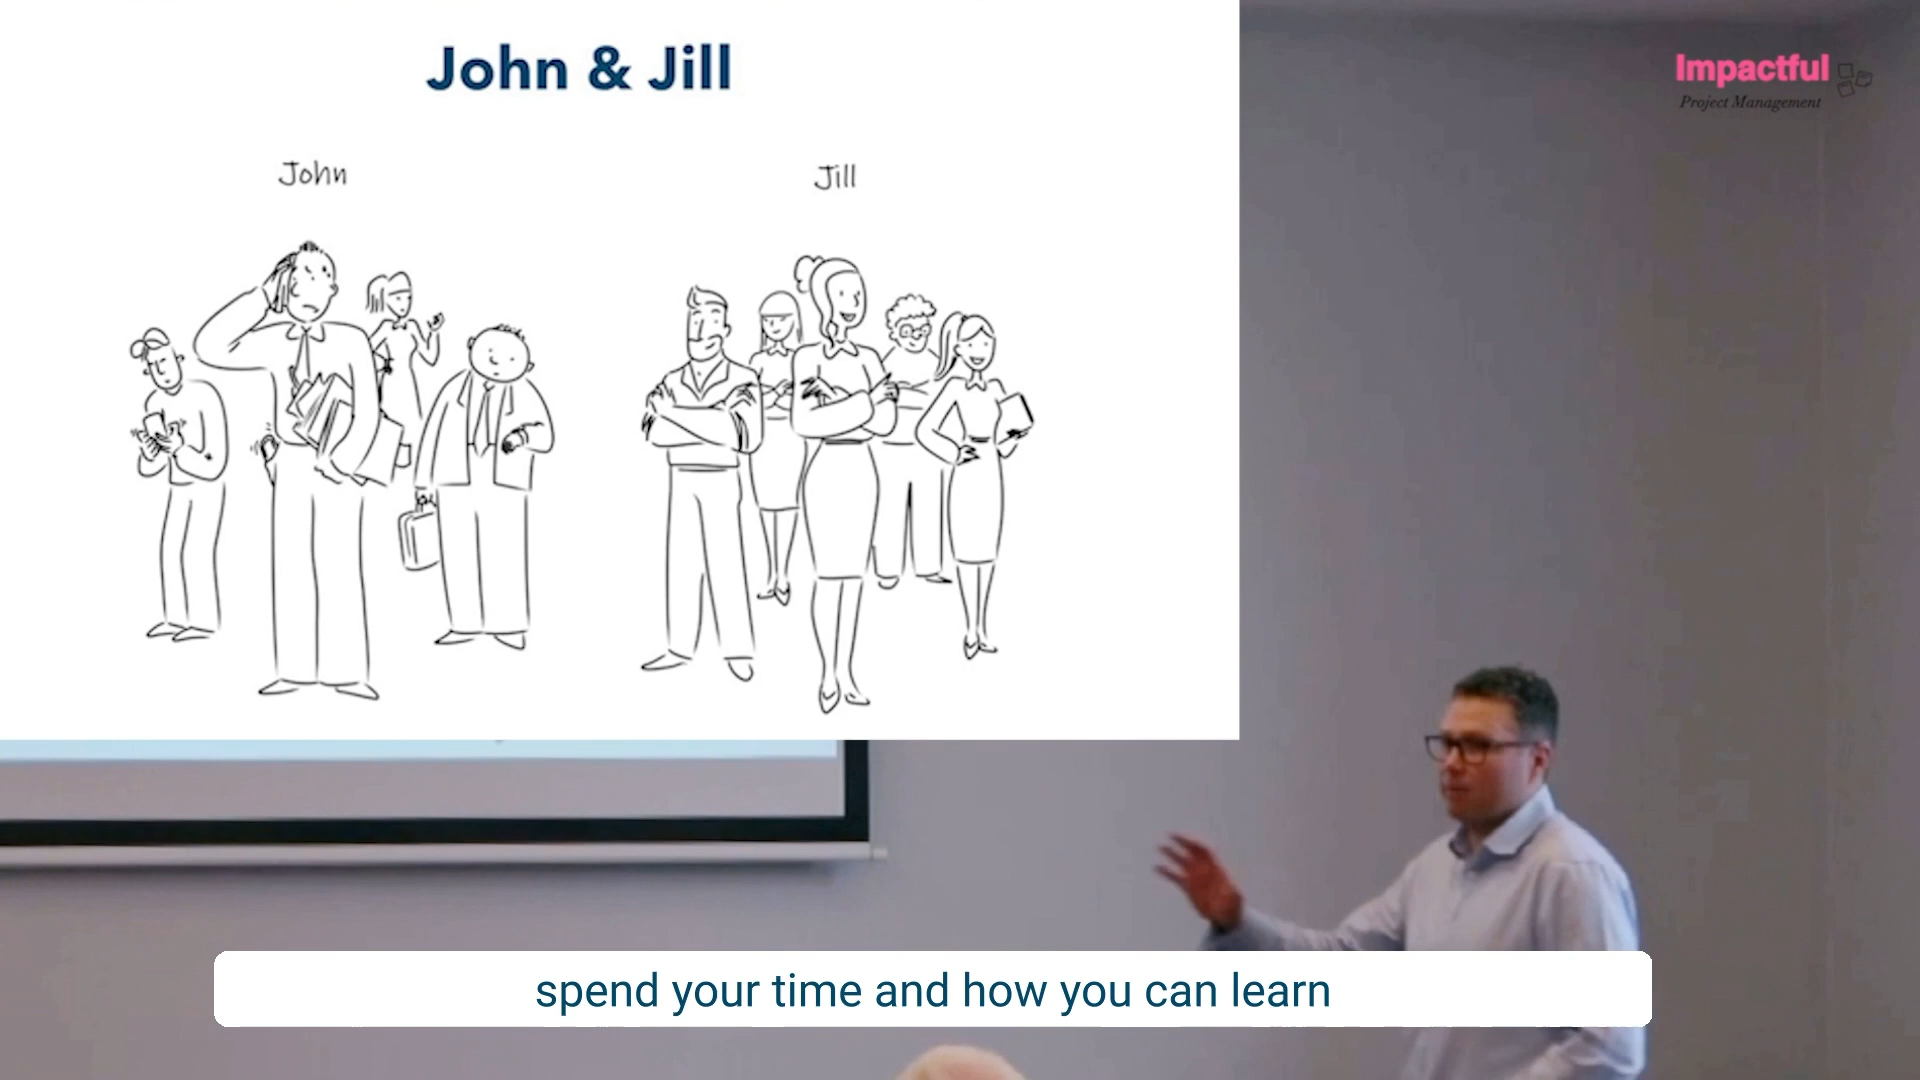 John & Jill
Impactful
Project Management
John
Jill
spend your time and how you can learn